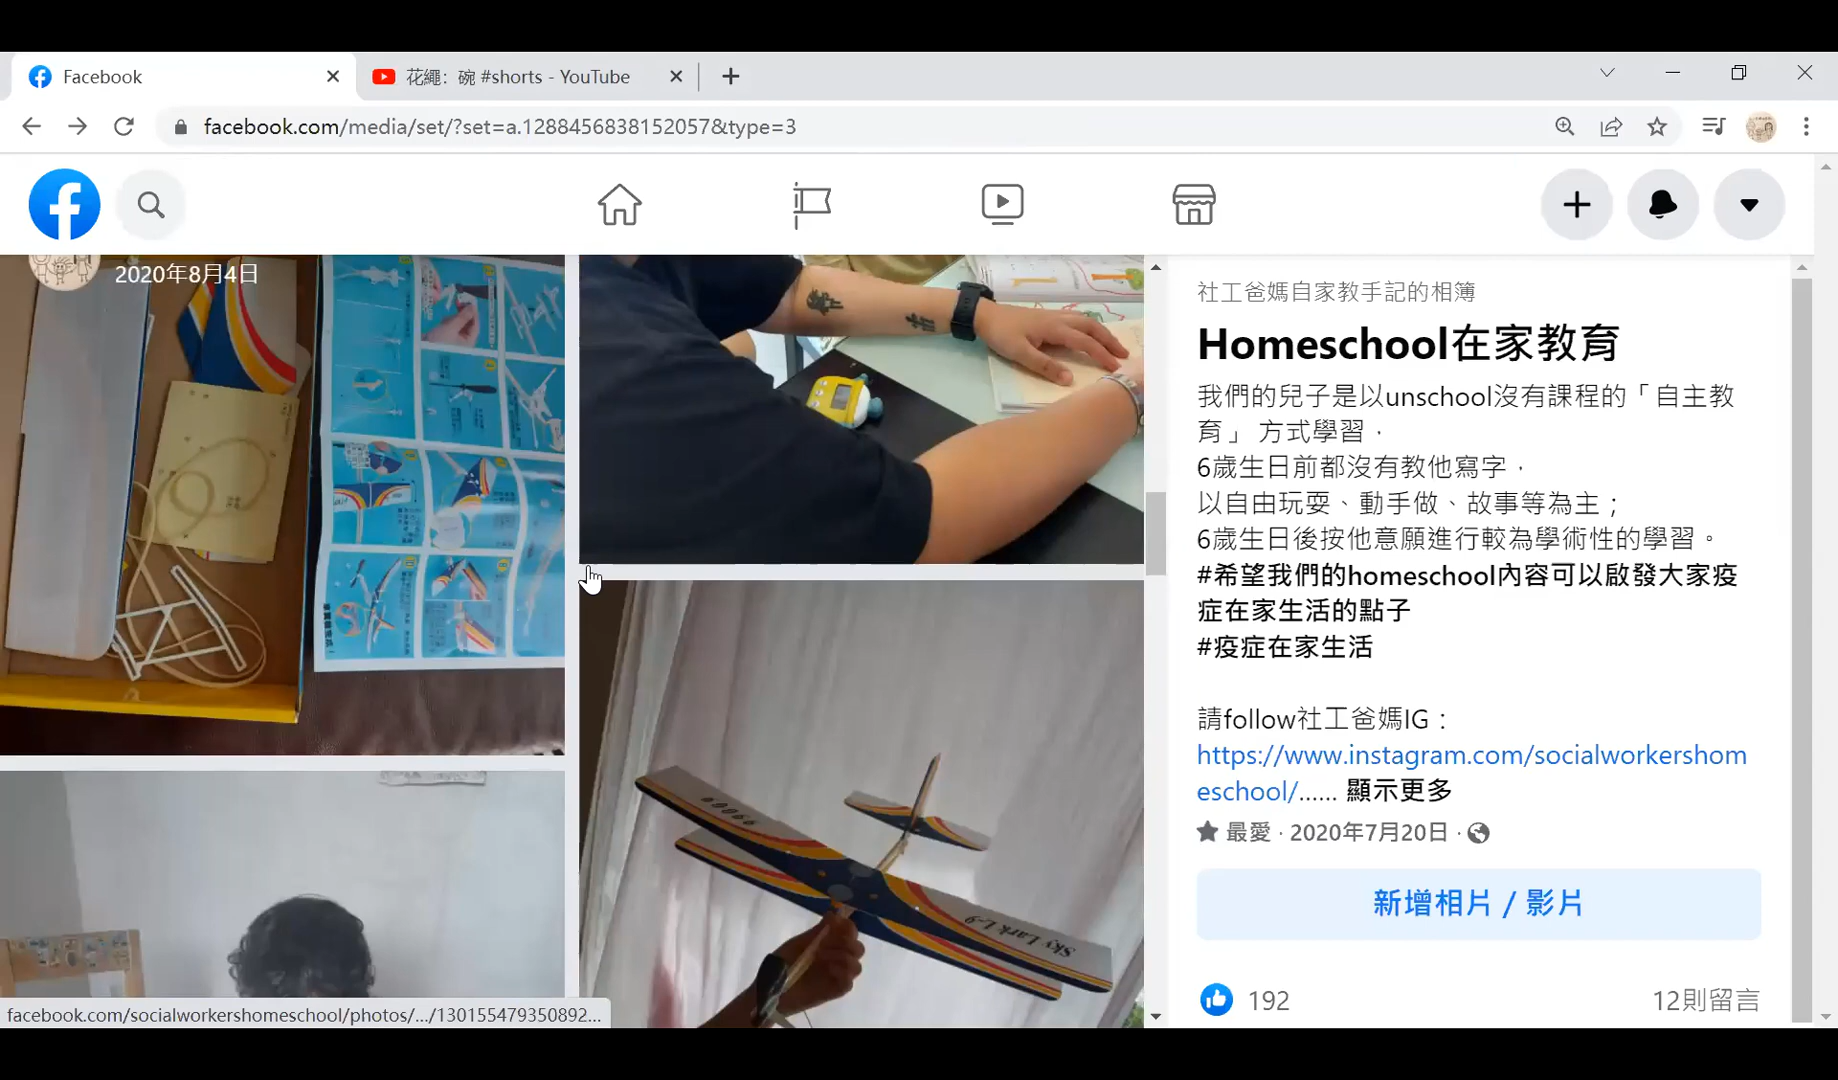 Facebook
花繩：碗 #shorts - YouTube
facebook.com/media/set/?set=a.1288456838152057&type=3
2020年8月4日
社工爸媽自家教手記的相簿
Homeschool在家教育
我們的兒子是以unschool沒有課程的「自主教
育」 方式學習，
6歲生日前都沒有教他寫字，
以自由玩耍、動手做、故事等為主；
6歲生日後按他意願進行較為學術性的學習。
#希望我們的homeschool內容可以啟發大家疫
症在家生活的點子
#疫症在家生活
請follow社工爸媽IG：
https://www.instagram.com/socialworkershom
eschool/…… 顯示更多
最愛 · 2020年7月20日 ·
新增相片 / 影片
192
12則留言
Sky Lark L-9
facebook.com/socialworkershomeschool/photos/.../130155479350892...